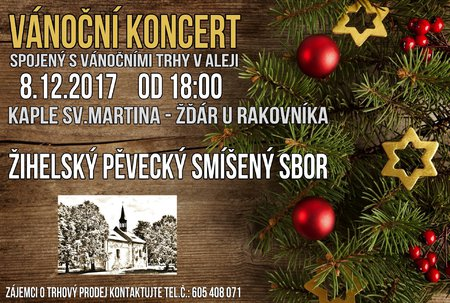 VÁNOČNÍ KONCERT
SPOJENÝ S VÁNOČNÍMI TRHY V ALEJI
8.12.2017 OD 18:00
KAPLE SV.MARTINA - ŽĎÁR U RAKOVNÍKA
ŽIHELSKÝ PĚVECKÝ SMÍŠENÝ SBOR
ZÁJEMCI O TRHOVÝ PRODEJ KONTAKTUJTE TEL.Č.: 605 408 071